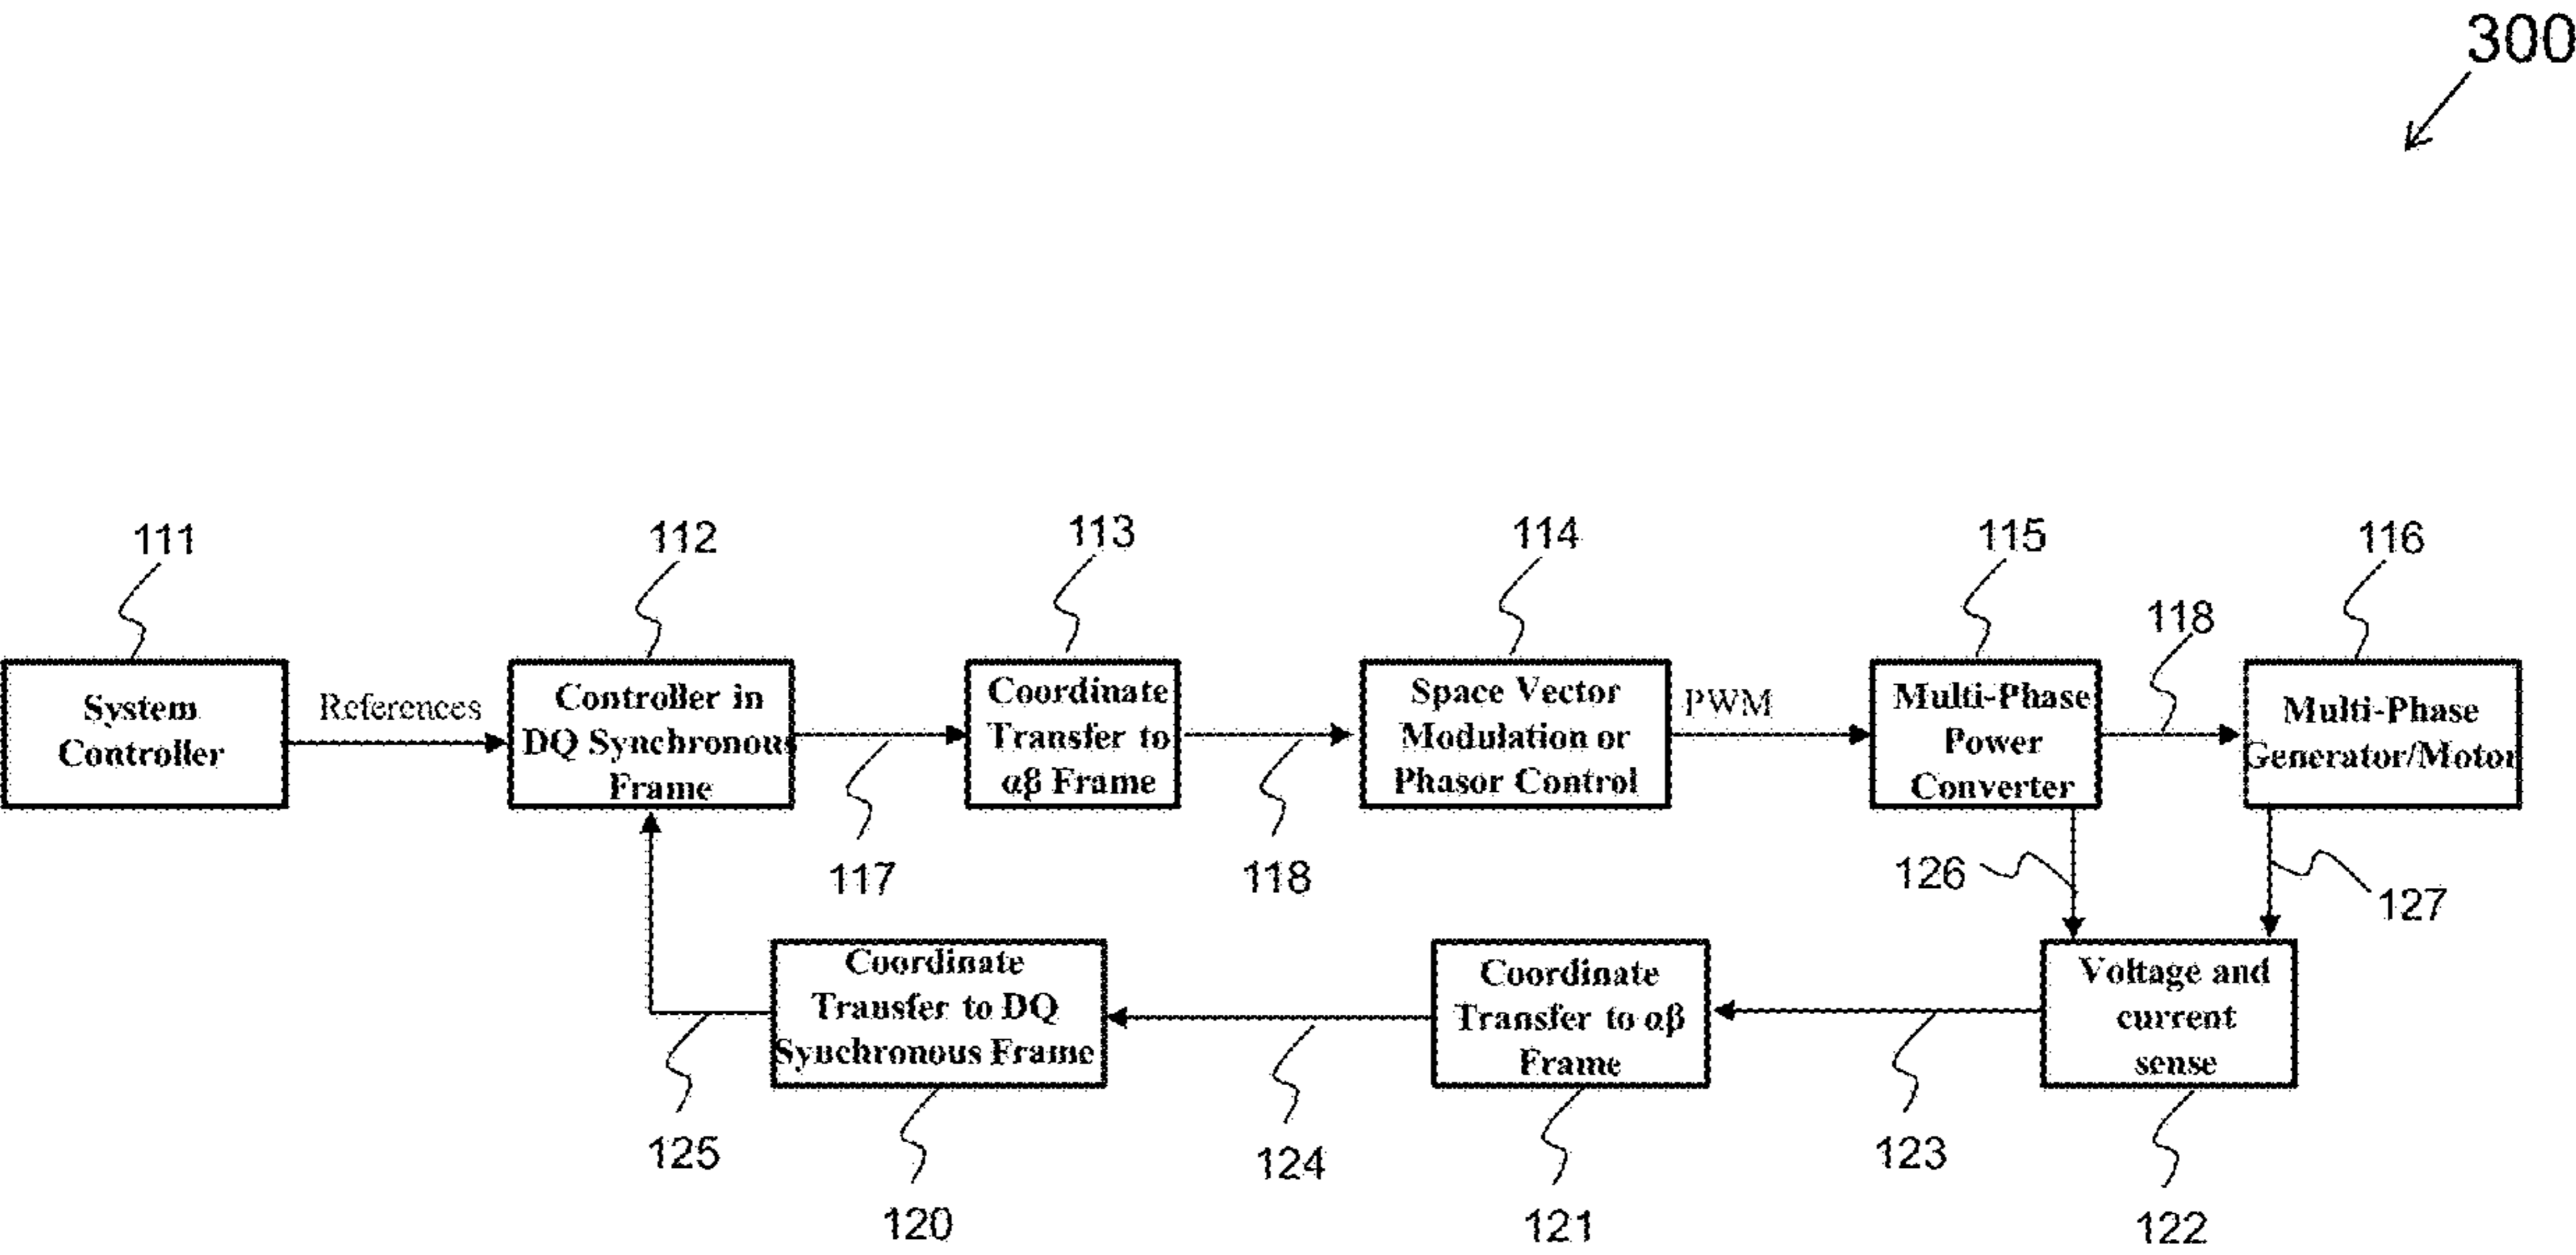 300
111
112
113
114
115
116
118
System
Controller
References
Controller in
DQ Synchronous
Frame
Coordinate
Transfer to
αβ Frame
Space Vector
Modulation or
Phasor Control
PWM
Multi-Phase
Power
Converter
Multi-Phase
Generator/Motor
117
118
126
127
Coordinate
Transfer to DQ
Synchronous Frame
Coordinate
Transfer to αβ
Frame
Voltage and
current
sense
125
124
123
120
121
122